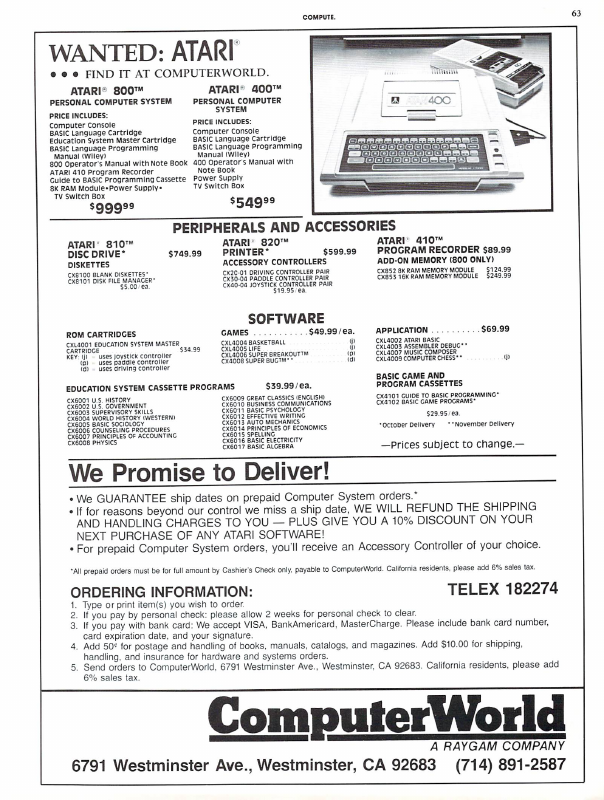 COMPUTE.
63
WANTED: ATARI®
• • • FIND IT AT COMPUTERWORLD.
ATARI® 800™
PERSONAL COMPUTER SYSTEM
PRICE INCLUDES:
Computer Console
BASIC Language Cartridge
Education System Master Cartridge
BASIC Language Programming
Manual (Wiley)
800 Operator's Manual with Note Book
ATARI 410 Program Recorder
Guide to BASIC Programming Cassette
8K RAM Module•Power Supply•
TV Switch Box
$999⁹⁹
ATARI® 400™
PERSONAL COMPUTER
SYSTEM
PRICE INCLUDES:
Computer Console
BASIC Language Cartridge
BASIC Language Programming
Manual (Wiley)
400 Operator's Manual with
Note Book
Power Supply
TV Switch Box
$549⁹⁹
400
PERIPHERALS AND ACCESSORIES
ATARI® 810™
DISC DRIVE* $749.99
DISKETTES
CX8100 BLANK DISKETTES*
CX8101 DISK FILE MANAGER*
$5.00/ea.
ATARI® 820™
PRINTER* $599.99
ACCESSORY CONTROLLERS
CX20-01 DRIVING CONTROLLER PAIR
CX30-04 PADDLE CONTROLLER PAIR
CX40-04 JOYSTICK CONTROLLER PAIR
$19.95/ea.
ATARI® 410™
PROGRAM RECORDER $89.99
ADD-ON MEMORY (800 ONLY)
CX852 8K RAM MEMORY MODULE $124.99
CX853 16K RAM MEMORY MODULE $249.99
SOFTWARE
ROM CARTRIDGES
CXL4001 EDUCATION SYSTEM MASTER
CARTRIDGE $34.99
KEY: (j) - uses joystick controller
(p) - uses paddle controller
(d) - uses driving controller
GAMES . . . . . . . . . . . $49.99/ea.
CXL4004 BASKETBALL (j)
CXL4005 LIFE (j)
CXL4006 SUPER BREAKOUT™ (p)
CX4008 SUPER BUG™** (d)
APPLICATION . . . . . . . . . . $69.99
CXL4002 ATARI BASIC
CXL4003 ASSEMBLER DEBUG**
CXL4007 MUSIC COMPOSER
CXL4009 COMPUTER CHESS** (j)
BASIC GAME AND
PROGRAM CASSETTES
CX4101 GUIDE TO BASIC PROGRAMMING*
CX4102 BASIC GAME PROGRAMS*
$29.95/ea.
*October Delivery **November Delivery
—Prices subject to change.—
EDUCATION SYSTEM CASSETTE PROGRAMS $39.99/ea.
CX6001 U.S. HISTORY
CX6002 U.S. GOVERNMENT
CX6003 SUPERVISORY SKILLS
CX6004 WORLD HISTORY (WESTERN)
CX6005 BASIC SOCIOLOGY
CX6006 COUNSELING PROCEDURES
CX6007 PRINCIPLES OF ACCOUNTING
CX6008 PHYSICS
CX6009 GREAT CLASSICS (ENGLISH)
CX6010 BUSINESS COMMUNICATIONS
CX6011 BASIC PSYCHOLOGY
CX6012 EFFECTIVE WRITING
CX6013 AUTO MECHANICS
CX6014 PRINCIPLES OF ECONOMICS
CX6015 SPELLING
CX6016 BASIC ELECTRICITY
CX6017 BASIC ALGEBRA
We Promise to Deliver!
• We GUARANTEE ship dates on prepaid Computer System orders.*
• If for reasons beyond our control we miss a ship date, WE WILL REFUND THE SHIPPING
AND HANDLING CHARGES TO YOU — PLUS GIVE YOU A 10% DISCOUNT ON YOUR
NEXT PURCHASE OF ANY ATARI SOFTWARE!
• For prepaid Computer System orders, you'll receive an Accessory Controller of your choice.
*All prepaid orders must be for full amount by Cashier's Check only, payable to ComputerWorld. California residents, please add 6% sales tax.
ORDERING INFORMATION: TELEX 182274
1. Type or print item(s) you wish to order.
2. If you pay by personal check: please allow 2 weeks for personal check to clear.
3. If you pay with bank card: We accept VISA, BankAmericard, MasterCharge. Please include bank card number,
card expiration date, and your signature.
4. Add 50¢ for postage and handling of books, manuals, catalogs, and magazines. Add $10.00 for shipping,
handling, and insurance for hardware and systems orders.
5. Send orders to ComputerWorld, 6791 Westminster Ave., Westminster, CA 92683. California residents, please add
6% sales tax.
ComputerWorld
A RAYGAM COMPANY
6791 Westminster Ave., Westminster, CA 92683 (714) 891-2587